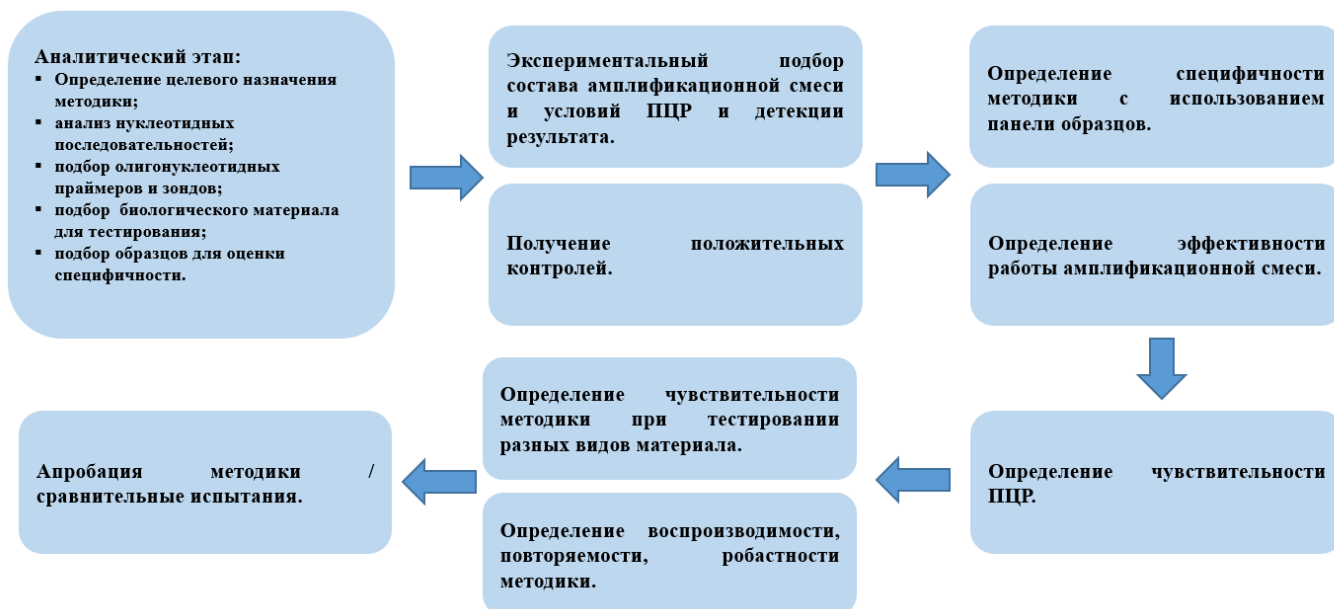 Аналитический этап:
▪ Определение целевого назначения
методики;
▪ анализ нуклеотидных
последовательностей;
▪ подбор олигонуклеотидных
праймеров и зондов;
▪ подбор биологического материала
для тестирования;
▪ подбор образцов для оценки
специфичности.
Экспериментальный подбор
состава амплификационной смеси
и условий ПЦР и детекции
результата.
Получение положительных
контролей.
Определение специфичности
методики с использованием
панели образцов.
Определение эффективности
работы амплификационной смеси.
Определение чувствительности
ПЦР.
Определение чувствительности
методики при тестировании
разных видов материала.
Определение воспроизводимости,
повторяемости, робастности
методики.
Апробация методики /
сравнительные испытания.